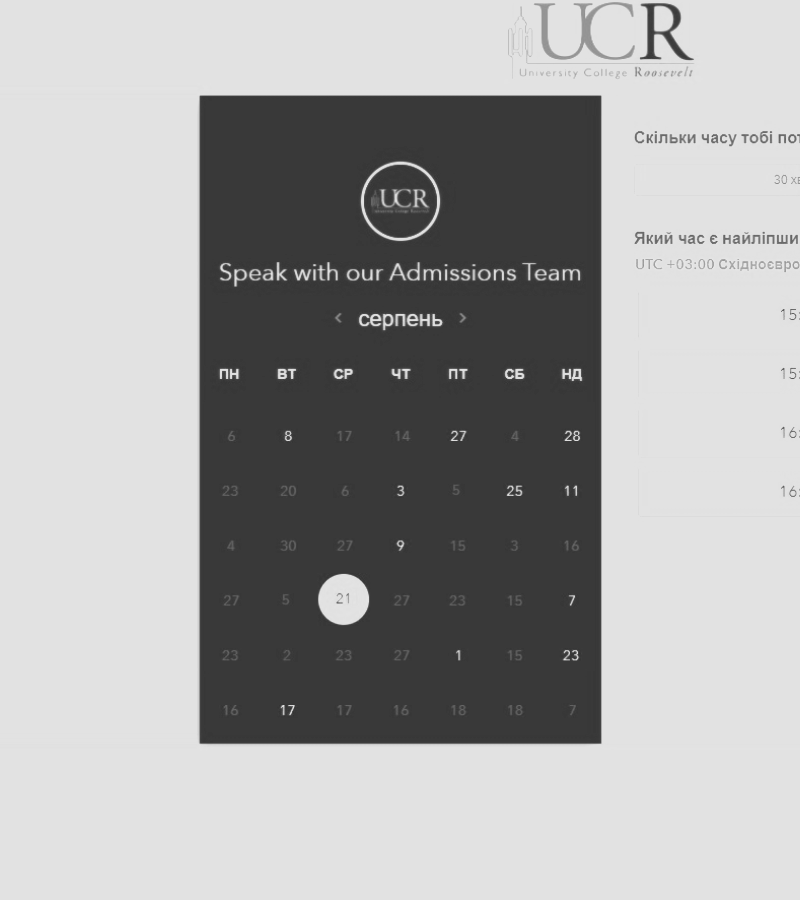 UCR
University College Roosevelt
UCR
Speak with our Admissions Team
< серпень >
ПН ВТ СР ЧТ ПТ СБ НД
6 8 17 14 27 4 28
23 20 6 3 5 25 11
4 30 27 9 15 3 16
27 5 21 27 23 15 7
23 2 23 27 1 15 23
16 17 17 16 18 18 7
Скільки часу тобі пот
30 хв
Який час є найліпши
UTC +03:00 Східноєвро
15:
15:
16:
16: